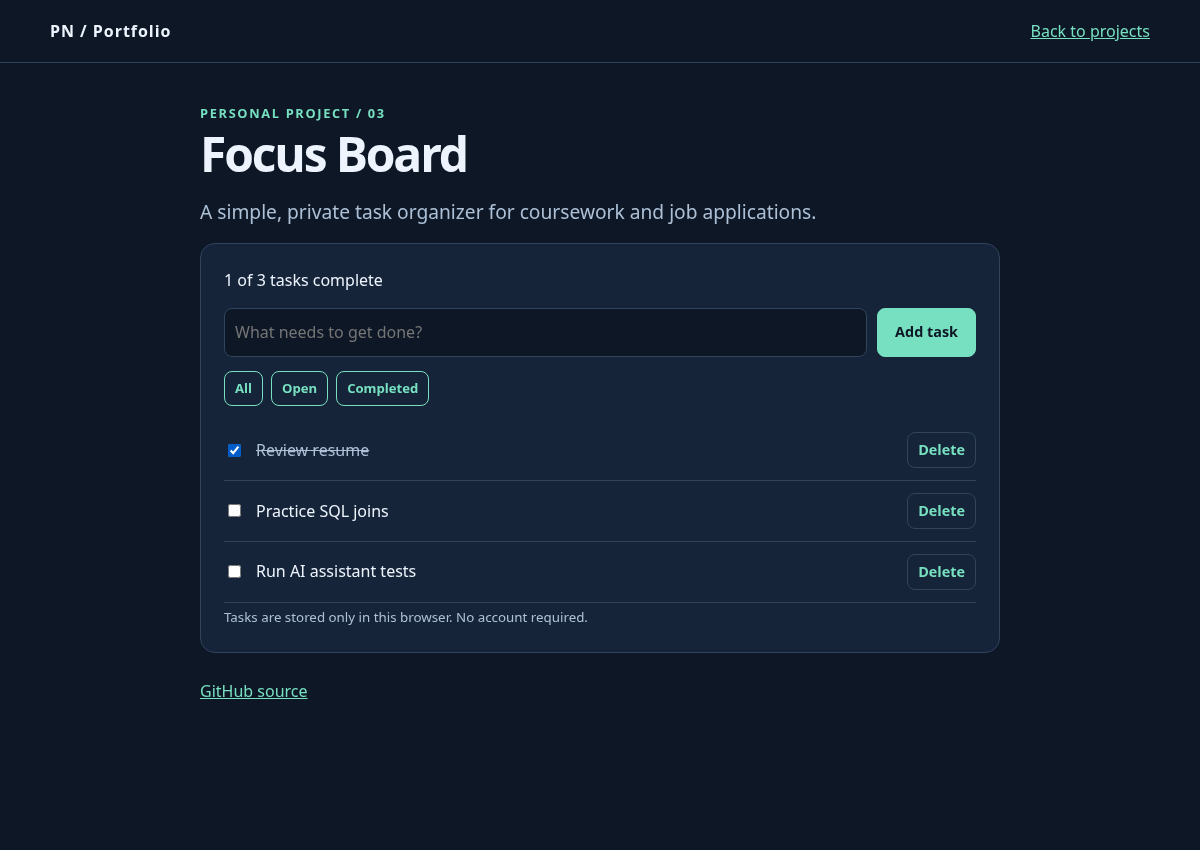 PN / Portfolio
Back to projects
PERSONAL PROJECT / 03
Focus Board
A simple, private task organizer for coursework and job applications.
1 of 3 tasks complete
What needs to get done?
Add task
All
Open
Completed
Review resume
Delete
Practice SQL joins
Delete
Run AI assistant tests
Delete
Tasks are stored only in this browser. No account required.
GitHub source